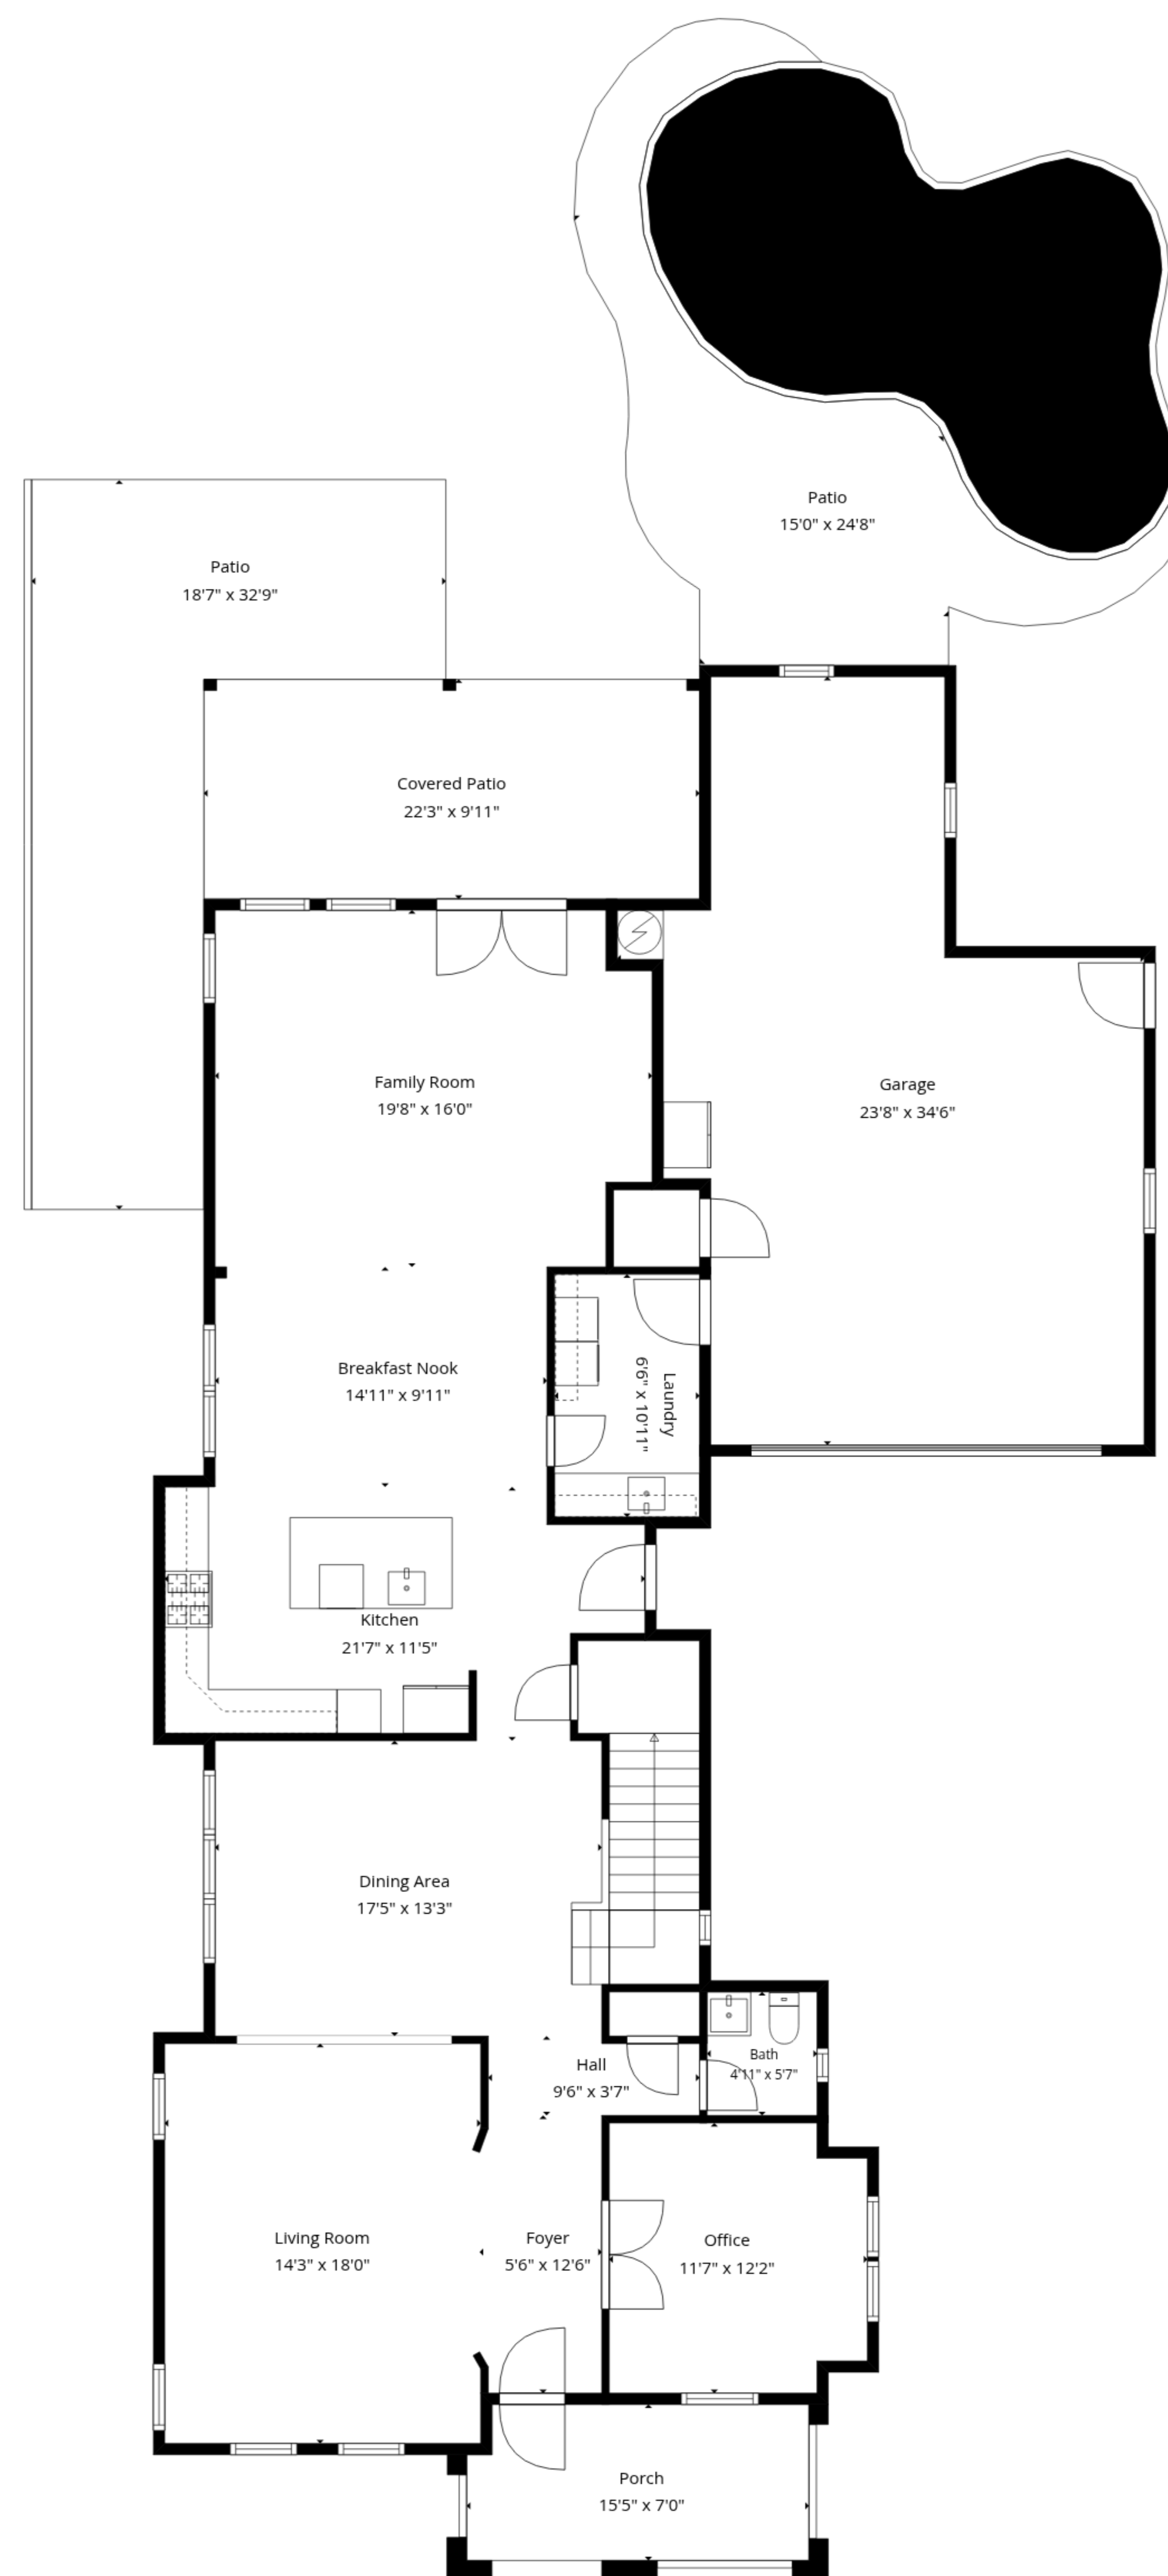 Patio
15'0" x 24'8"
Patio
18'7" x 32'9"
Covered Patio
22'3" x 9'11"
Family Room
19'8" x 16'0"
Garage
23'8" x 34'6"
Breakfast Nook
14'11" x 9'11"
Laundry
6'6" x 10'11"
Kitchen
21'7" x 11'5"
Dining Area
17'5" x 13'3"
Bath
4'11" x 5'7"
Hall
9'6" x 3'7"
Living Room
14'3" x 18'0"
Foyer
5'6" x 12'6"
Office
11'7" x 12'2"
Porch
15'5" x 7'0"